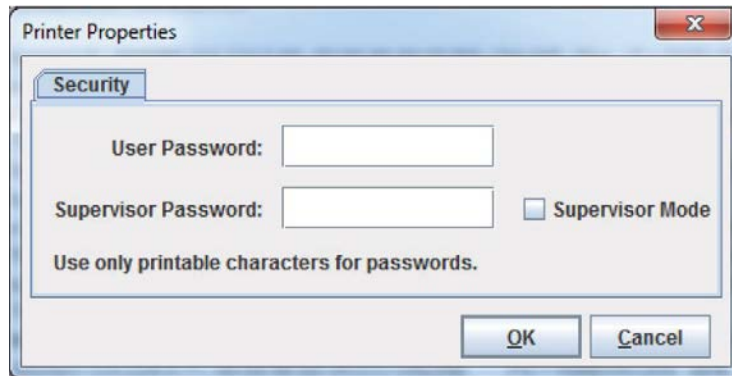 Printer Properties
Security
User Password:
Supervisor Password: Supervisor Mode
Use only printable characters for passwords.
OK Cancel